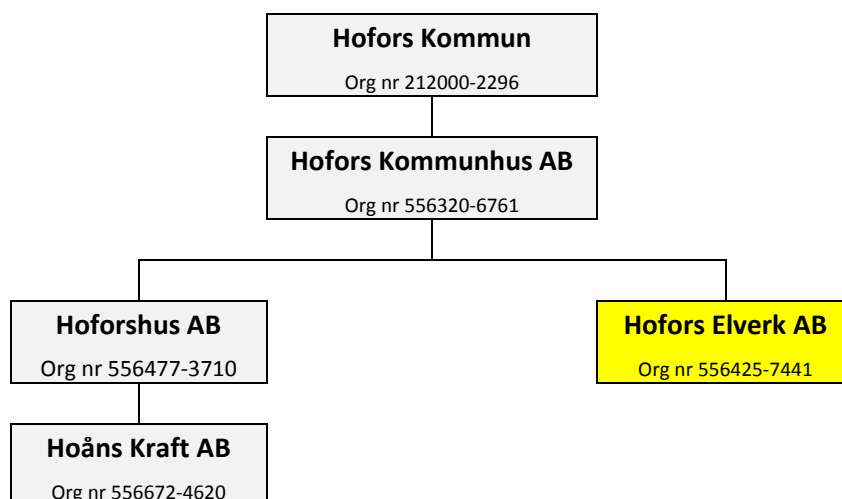 Hofors Kommun
Org nr 212000-2296
Hofors Kommunhus AB
Org nr 556320-6761
Hoforshus AB
Org nr 556477-3710
Hofors Elverk AB
Org nr 556425-7441
Hoåns Kraft AB
Org nr 556672-4620